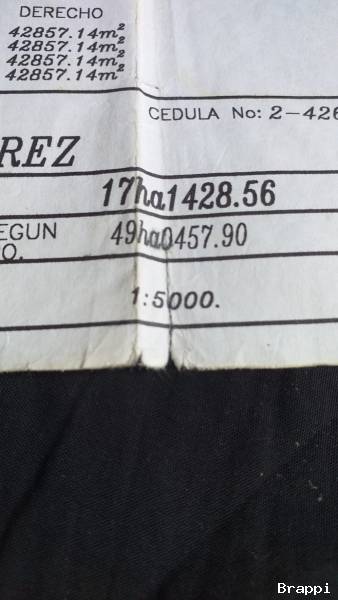 DERECHO
42857.14m²
42857.14m²
42857.14m²
42857.14m²
CEDULA No: 2-426
REZ
17ha1428.56
EGUN 49ha0457.90
O.
1:5000.
Brappi